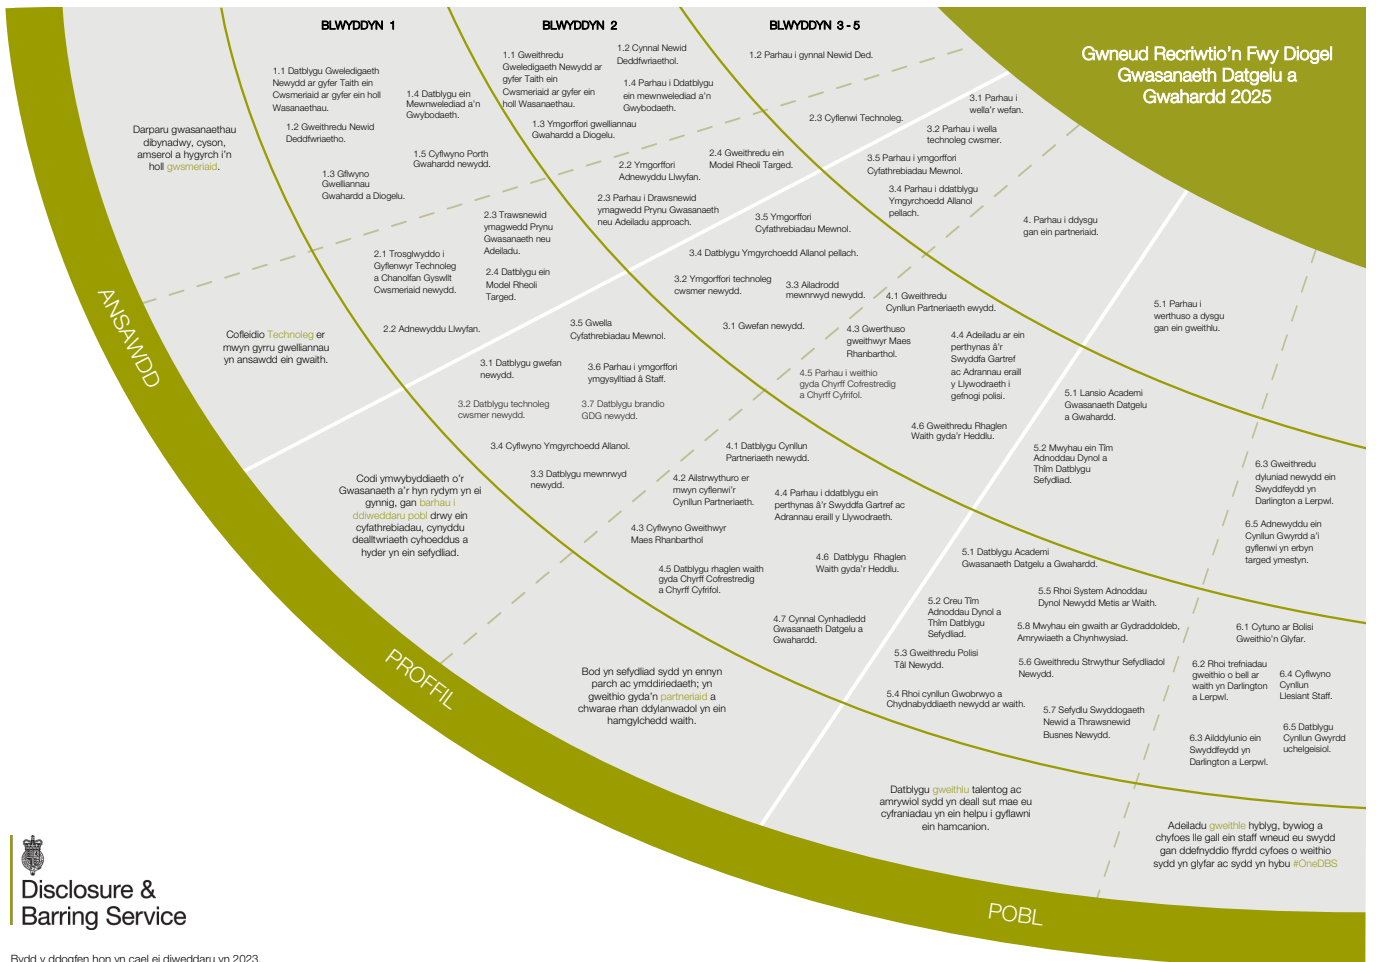 BLWYDDYN 1
BLWYDDYN 2
BLWYDDYN 3 - 5
Gwneud Recriwtio'n Fwy Diogel
Gwasanaeth Datgelu a
Gwahardd 2025
Darparu gwasanaethau
dibynadwy, cyson,
amserol a hygyrch i'n
holl gwsmeriaid.
1.1 Datblygu Gweledigaeth
Newydd ar gyfer Taith ein
Cwsmeriaid ar gyfer ein holl
Wasanaethau.
1.2 Gweithredu Newid
Deddfwriaetho.
1.3 Gflwyno
Gwelliannau
Gwahardd a Diogelu.
1.4 Datblygu ein
Mewnwelediad a'n
Gwybodaeth.
1.5 Cyflwyno Porth
Gwahardd newydd.
1.1 Gweithredu
Gweledigaeth Newydd ar
gyfer Taith ein
Cwsmeriaid ar gyfer ein
holl Wasanaethau.
1.2 Cynnal Newid
Deddfwriaethol.
1.4 Parhau i Ddatblygu
ein mewnwelediad a'n
Gwybodaeth.
1.3 Ymgorffori gwelliannau
Gwahardd a Diogelu.
1.2 Parhau i gynnal Newid Ded.
Cofleidio Technoleg er
mwyn gyrru gwelliannau
yn ansawdd ein gwaith.
2.1 Trosglwyddo i
Gyflenwyr Technoleg
a Chanolfan Gyswllt
Cwsmeriaid newydd.
2.2 Adnewyddu Llwyfan.
2.3 Trawsnewid
ymagwedd Prynu
Gwasanaeth neu
Adeiladu.
2.4 Datblygu ein
Model Rheoli
Targed.
2.2 Ymgorffori
Adnewyddu Llwyfan.
2.4 Gweithredu ein
Model Rheoli Targed.
2.3 Parhau i Drawsnewid
ymagwedd Prynu Gwasanaeth
neu Adeiladu approach.
2.3 Cyflenwi Technoleg.
Codi ymwybyddiaeth o'r
Gwasanaeth a'r hyn rydym yn ei
gynnig, gan barhau i
ddiweddaru pobl drwy ein
cyfathrebiadau, cynyddu
dealltwriaeth cyhoeddus a
hyder yn ein sefydliad.
3.5 Gwella
Cyfathrebiadau Mewnol.
3.1 Datblygu gwefan
newydd.
3.6 Parhau i ymgorffori
ymgysylltiad â Staff.
3.2 Datblygu technoleg
cwsmer newydd.
3.7 Datblygu brandio
GDG newydd.
3.4 Cyflwyno Ymgyrchoedd Allanol.
3.3 Datblygu mewnrwyd
newydd.
3.5 Ymgorffori
Cyfathrebiadau Mewnol.
3.4 Datblygu Ymgyrchoedd Allanol pellach.
3.2 Ymgorffori technoleg
cwsmer newydd.
3.3 Ailadrodd
mewnrwyd newydd.
3.1 Gwefan newydd.
3.1 Parhau i
wella'r wefan.
3.2 Parhau i wella
technoleg cwsmer.
3.5 Parhau i ymgorffori
Cyfathrebiadau Mewnol.
3.4 Parhau i ddatblygu
Ymgyrchoedd Allanol
pellach.
Bod yn sefydliad sydd yn ennyn
parch ac ymddiriedaeth; yn
gweithio gyda'n partneriaid a
chwarae rhan ddylanwadol yn ein
hamgylchedd waith.
4.1 Datblygu Cynllun
Partneriaeth newydd.
4.2 Ailstrwythuro er
mwyn cyflenwi'r
Cynllun Partneriaeth.
4.4 Parhau i ddatblygu ein
perthynas â'r Swyddfa Gartref ac
Adrannau eraill y Llywodraeth.
4.3 Cyflwyno Gweithwyr
Maes Rhanbarthol
4.6 Datblygu Rhaglen
Waith gyda'r Heddlu.
4.5 Datblygu rhaglen waith
gyda Chyrff Cofrestredig
a Chyrff Cyfrifol.
4.7 Cynnal Cynhadledd
Gwasanaeth Datgelu a
Gwahardd.
4.1 Gweithredu
Cynllun Partneriaeth ewydd.
4.3 Gwerthuso
gweithwyr Maes
Rhanbarthol.
4.4 Adeiladu ar ein
perthynas â'r
Swyddfa Gartref
ac Adrannau eraill
y Llywodraeth i
gefnogi polisi.
4.5 Parhau i weithio
gyda Chyrff Cofrestredig
a Chyrff Cyfrifol.
4.6 Gweithredu Rhaglen
Waith gyda'r Heddlu.
4. Parhau i ddysgu
gan ein partneriaid.
Datblygu gweithlu talentog ac
amrywiol sydd yn deall sut mae eu
cyfraniadau yn ein helpu i gyflawni
ein hamcanion.
5.1 Datblygu Academi
Gwasanaeth Datgelu a Gwahardd.
5.2 Creu Tîm
Adnoddau Dynol a
Thîm Datblygu
Sefydliad.
5.5 Rhoi System Adnoddau
Dynol Newydd Metis ar Waith.
5.8 Mwyhau ein gwaith ar Gydraddoldeb,
Amrywiaeth a Chynhwysiad.
5.3 Gweithredu Polisi
Tâl Newydd.
5.6 Gweithredu Strwythur Sefydliadol
Newydd.
5.4 Rhoi cynllun Gwobrwyo a
Chydnabyddiaeth newydd ar waith.
5.7 Sefydlu Swyddogaeth
Newid a Thrawsnewid
Busnes Newydd.
5.1 Lansio Academi
Gwasanaeth Datgelu
a Gwahard.
5.2 Mwyhau ein Tîm
Adnoddau Dynol a
Thîm Datblygu
Sefydliad.
5.1 Parhau i
werthuso a dysgu
gan ein gweithlu.
Adeiladu gweithle hyblyg, bywiog a
chyfoes lle gall ein staff wneud eu swydd
gan ddefnyddio ffyrdd cyfoes o weithio
sydd yn glyfar ac sydd yn hybu #OneDBS
6.1 Cytuno ar Bolisi
Gweithio'n Glyfar.
6.2 Rhoi trefniadau
gweithio o bell ar
waith yn Darlington
a Lerpwl.
6.4 Cyflwyno
Cynllun
Llesiant Staff.
6.3 Ailddylunio ein
Swyddfeydd yn
Darlington a Lerpwl.
6.5 Datblygu
Cynllun Gwyrdd
uchelgeisiol.
6.3 Gweithredu
dyluniad newydd ein
Swyddfeydd yn
Darlington a Lerpwl.
6.5 Adnewyddu ein
Cynllun Gwyrdd a'i
gyflenwi yn erbyn
targed ymestyn.
ANSAWDD
PROFFIL
POBL
Disclosure &
Barring Service
Bydd y ddogfen hon yn cael ei diweddaru yn 2023.